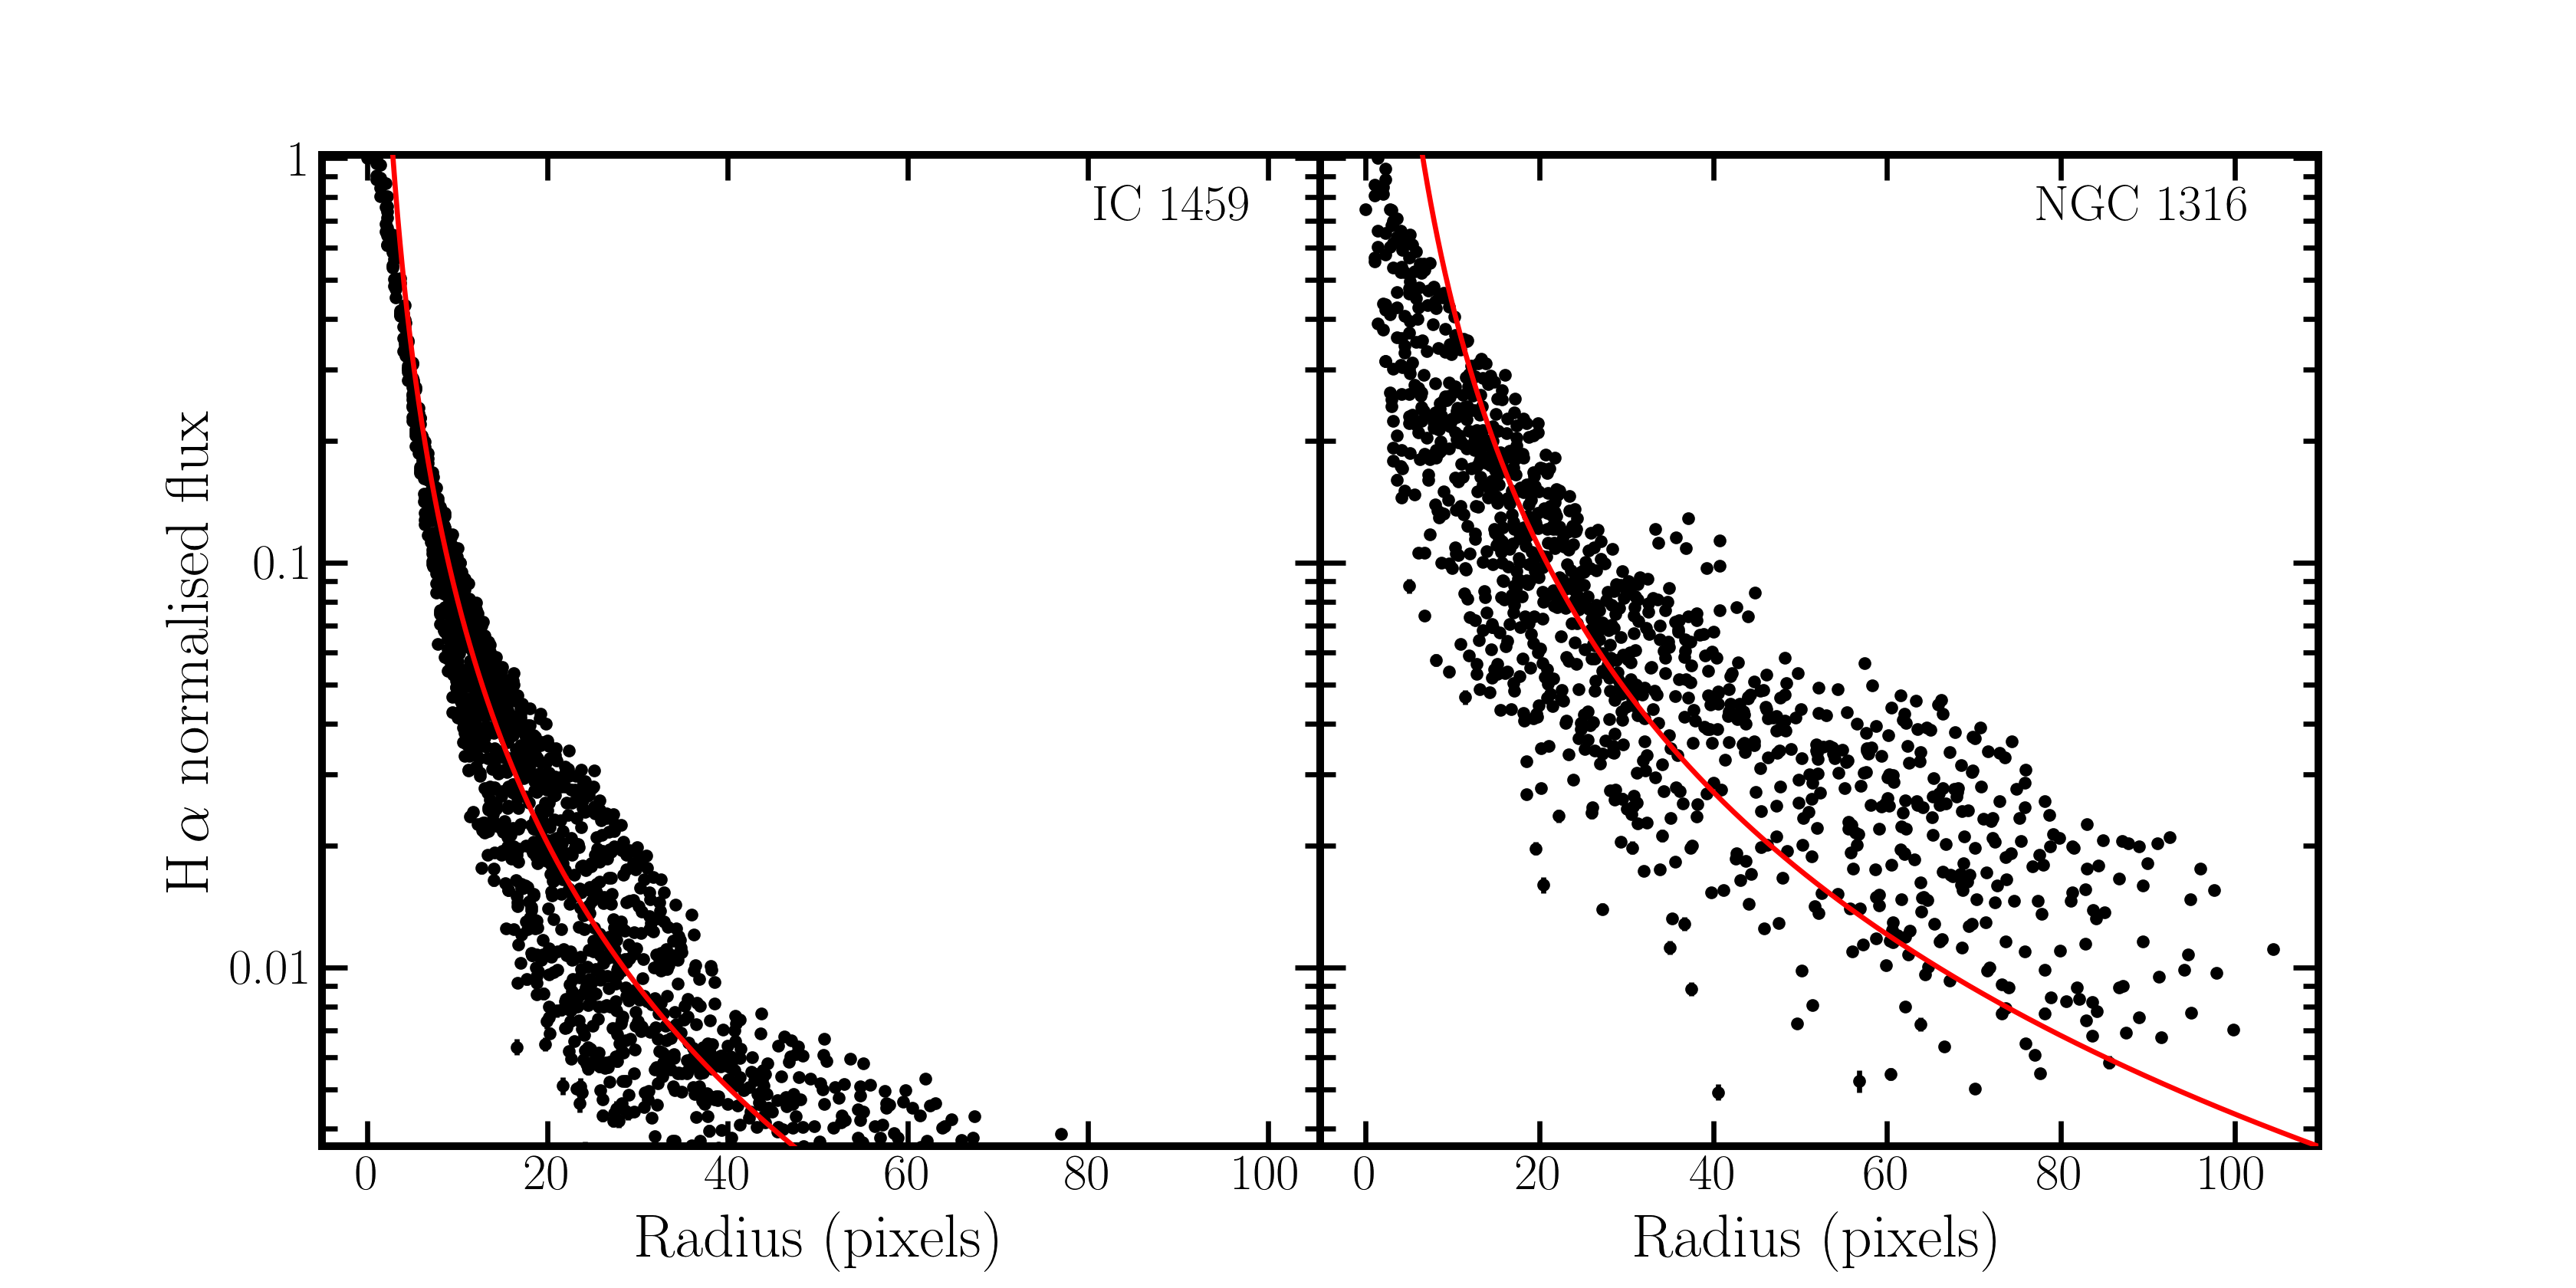 IC 1459
NGC 1316
H α normalised flux
1
0.1
0.01
0 20 40 60 80 100
0 20 40 60 80 100
Radius (pixels)
Radius (pixels)